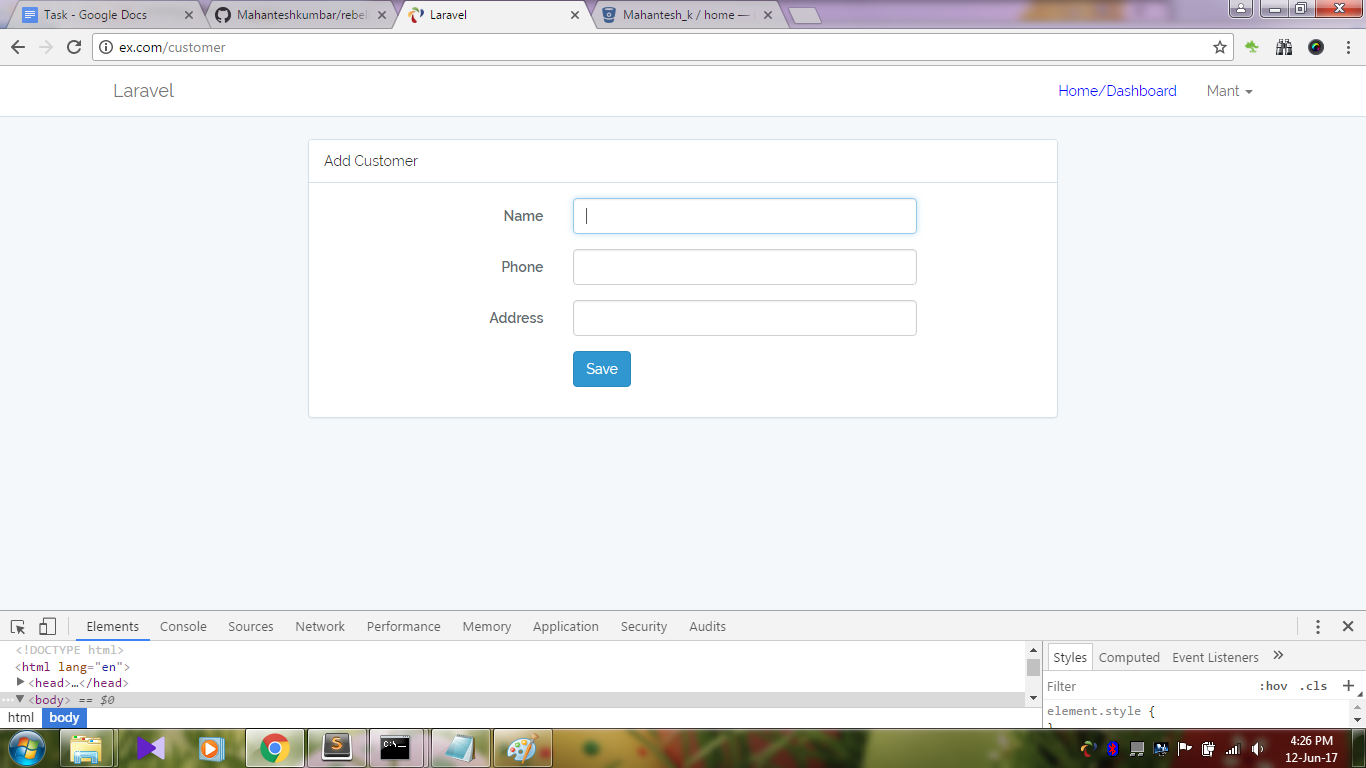 Task - Google Docs
Mahanteshkumbar/rebel
Laravel
Mahantesh_k / home —
ex.com/customer
Laravel
Home/Dashboard
Mant
Add Customer
Name
Phone
Address
Save
Elements Console Sources Network Performance Memory Application Security Audits
<!DOCTYPE html>
<html lang="en">
<head>…</head>
<body> == $0
html body
Styles Computed Event Listeners »
Filter :hov .cls +
element.style {
}
4:26 PM
12-Jun-17